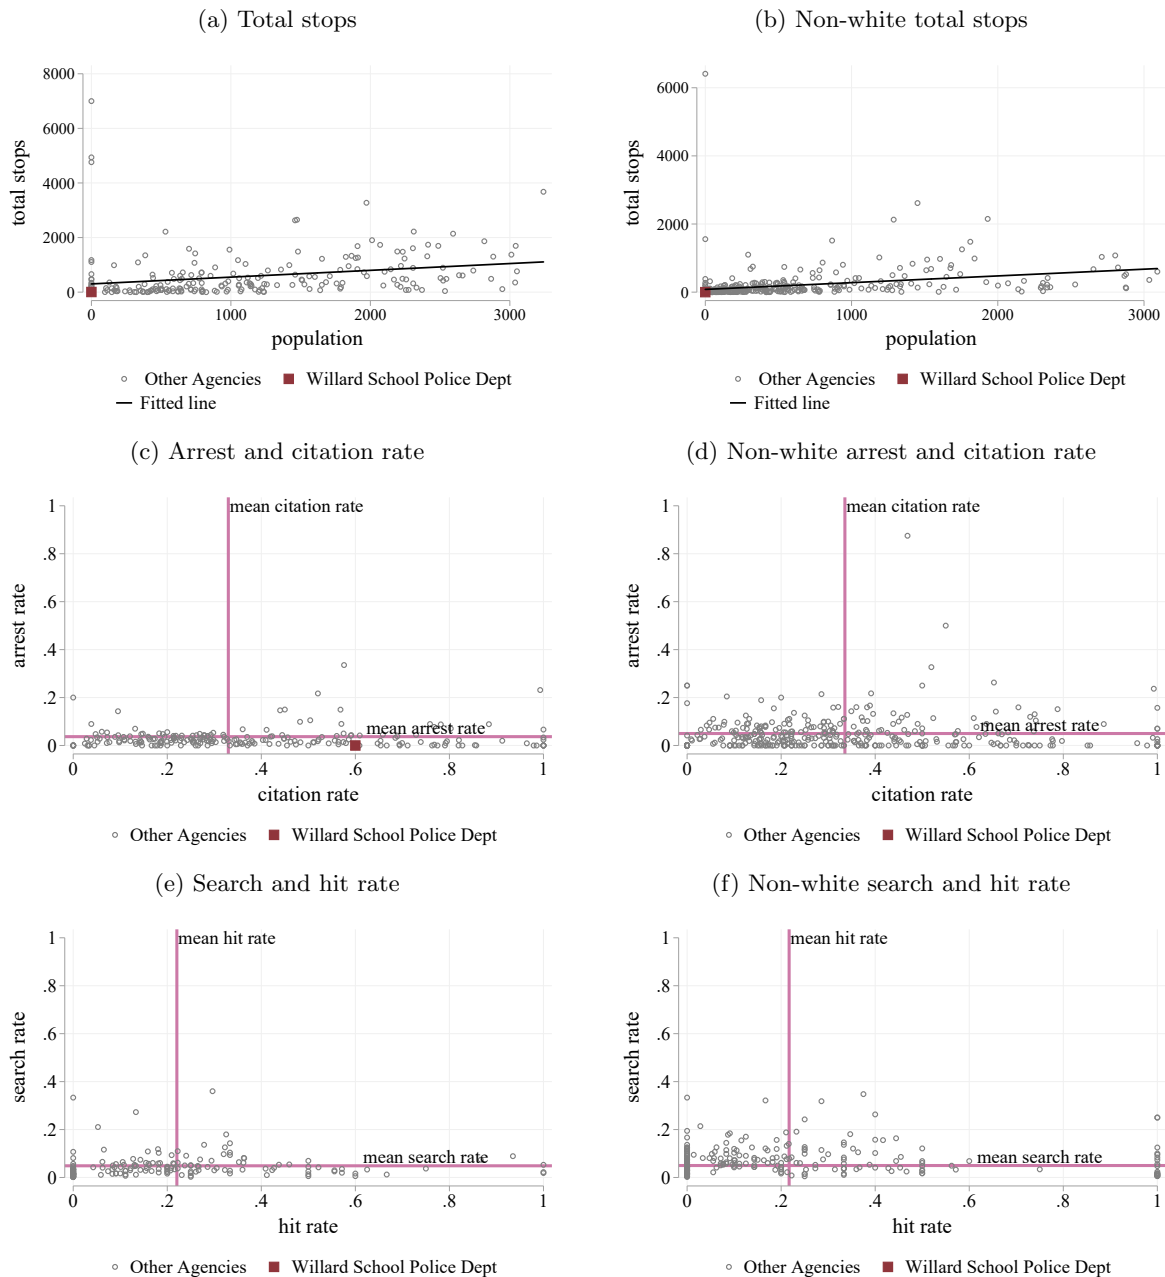 (a) Total stops
(b) Non-white total stops
8000
6000
4000
2000
0
total stops
0 1000 2000 3000
population
Other Agencies Willard School Police Dept
Fitted line
6000
4000
2000
0
total stops
0 1000 2000 3000
population
Other Agencies Willard School Police Dept
Fitted line
(c) Arrest and citation rate
(d) Non-white arrest and citation rate
1
.8
.6
.4
.2
0
arrest rate
mean citation rate
mean arrest rate
0 .2 .4 .6 .8 1
citation rate
Other Agencies Willard School Police Dept
1
.8
.6
.4
.2
0
arrest rate
mean citation rate
mean arrest rate
0 .2 .4 .6 .8 1
citation rate
Other Agencies Willard School Police Dept
(e) Search and hit rate
(f) Non-white search and hit rate
1
.8
.6
.4
.2
0
search rate
mean hit rate
mean search rate
0 .2 .4 .6 .8 1
hit rate
Other Agencies Willard School Police Dept
1
.8
.6
.4
.2
0
search rate
mean hit rate
mean search rate
0 .2 .4 .6 .8 1
hit rate
Other Agencies Willard School Police Dept